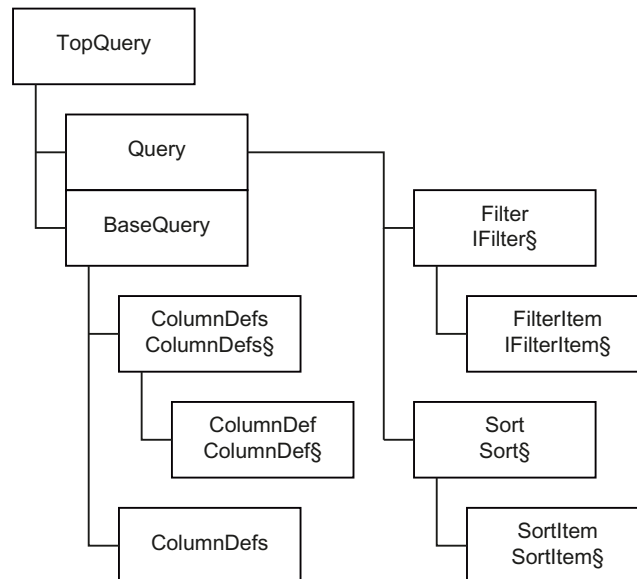 TopQuery
Query
BaseQuery
Filter
IFilter§
ColumnDefs
ColumnDefs§
FilterItem
IFilterItem§
ColumnDef
ColumnDef§
Sort
Sort§
ColumnDefs
SortItem
SortItem§